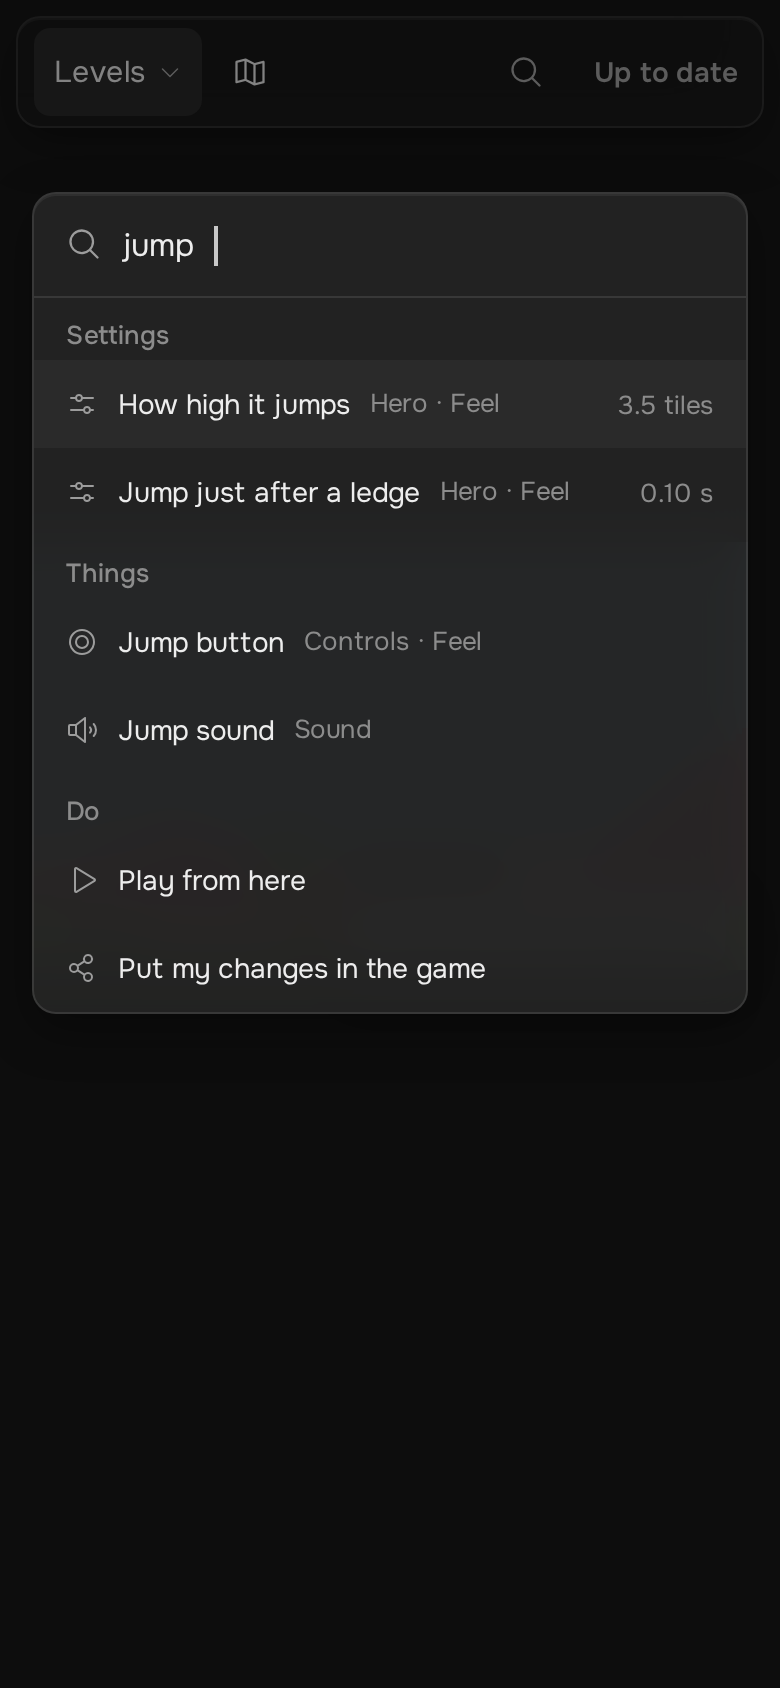 Levels
Up to date
jump
Settings
How high it jumps Hero · Feel 3.5 tiles
Jump just after a ledge Hero · Feel 0.10 s
Things
Jump button Controls · Feel
Jump sound Sound
Do
Play from here
Put my changes in the game